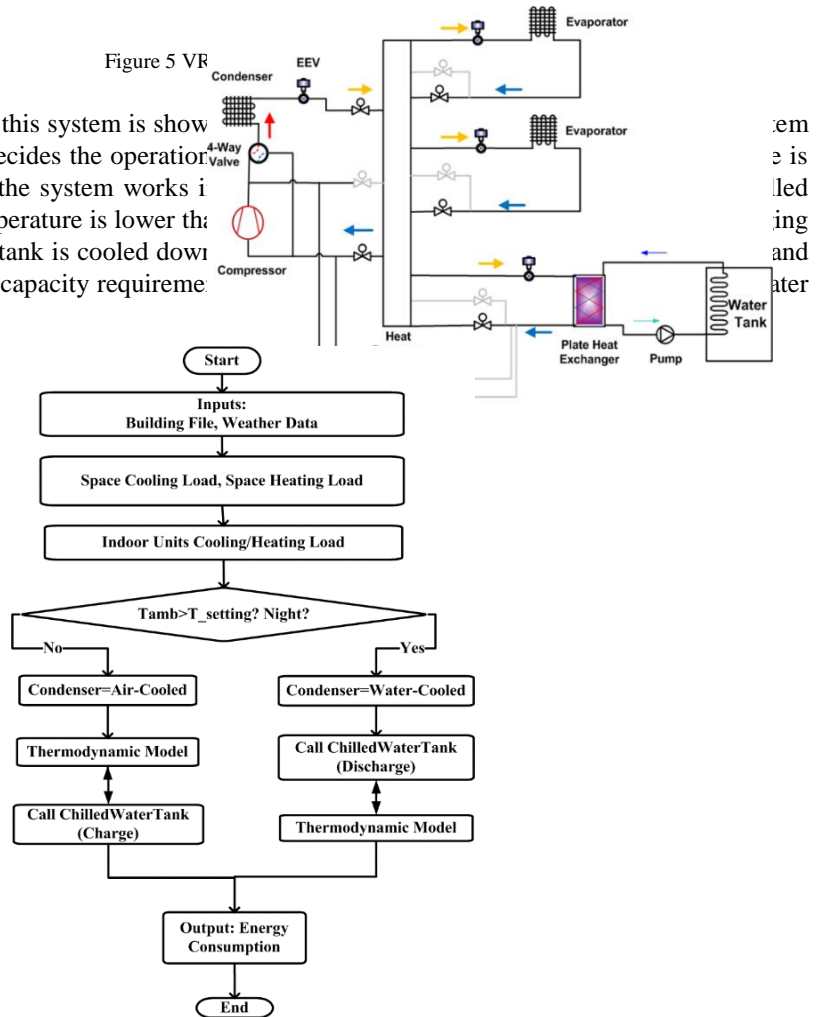 Figure 5 VR
Condenser
EEV
Evaporator
this system is show
tem
4-Way
Valve
Evaporator
ecides the operation
e is
the system works i
lled
perature is lower tha
ging
tank is cooled down
and
Compressor
capacity requiremen
ater
Water
Tank
Heat
Plate Heat
Exchanger
Pump
Start
Inputs:
Building File, Weather Data
Space Cooling Load, Space Heating Load
Indoor Units Cooling/Heating Load
Tamb>T_setting? Night?
No
Yes
Condenser=Air-Cooled
Condenser=Water-Cooled
Thermodynamic Model
Call ChilledWaterTank
(Discharge)
Call ChilledWaterTank
(Charge)
Thermodynamic Model
Output: Energy
Consumption
End